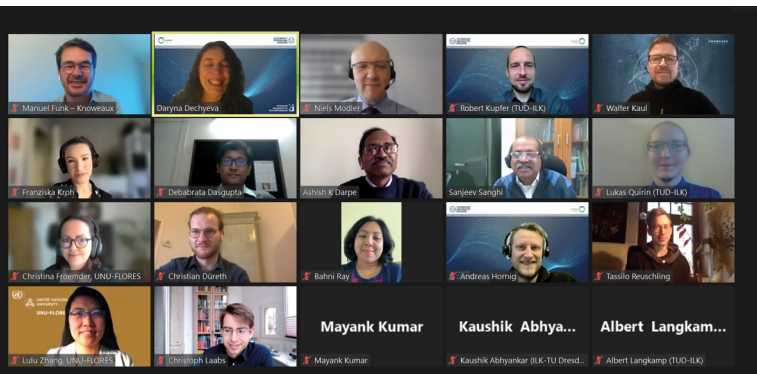 Manuel Funk – Knoweaux
Daryna Dechyeva
Niels Modler
Robert Kupfer (TUD-ILK)
Walter Kaul
Franziska Kroh
Debabrata Dasgupta
Ashish K Darpe
Sanjeev Sanghi
Lukas Quirin (TUD-ILK)
Christina Froemder, UNU-FLORES
Christian Düreth
Bahni Ray
Andreas Hornig
Tassilo Reuschling
UNITED NATIONS
UNIVERSITY
UNU-FLORES
Lulu Zhang, UNU-FLORES
Christoph Laabs
Mayank Kumar
Mayank Kumar
Kaushik Abhya...
Kaushik Abhyankar (ILK-TU Dresd...
Albert Langkam...
Albert Langkamp (TUD-ILK)